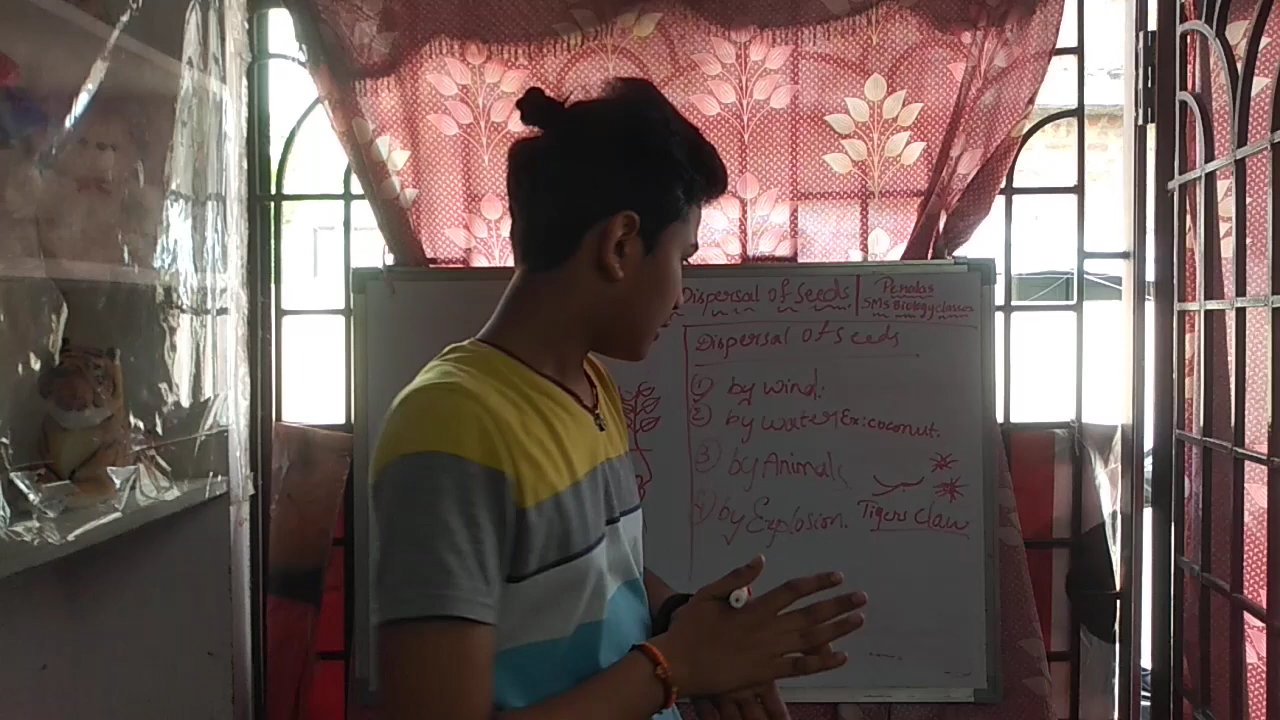 Dispersal of Seeds
Penadas
SMS Biology classes
Dispersal of Seeds
① by wind.
② by water Ex: coconut.
③ by Animals
④ by Explosion. Tigers claw